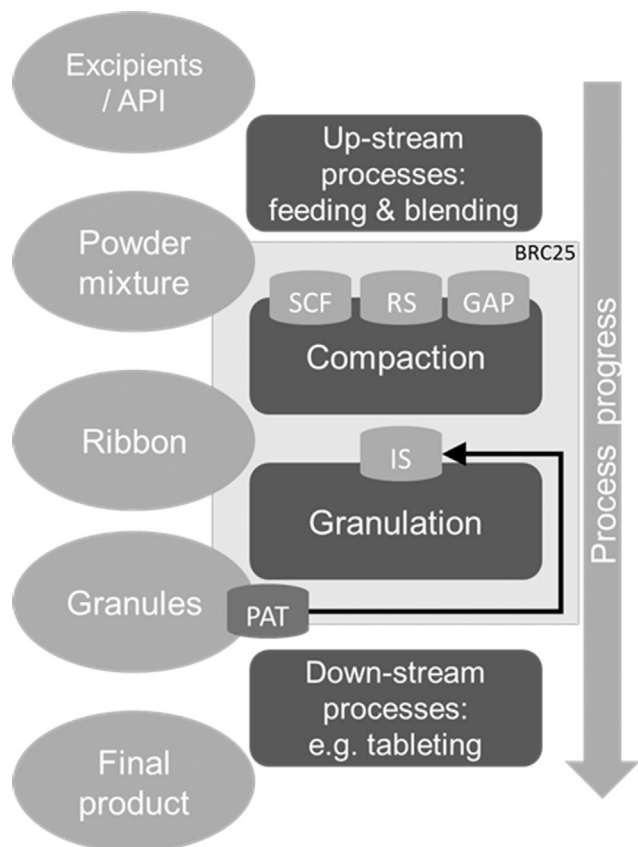 Excipients
/ API
Up-stream
processes:
feeding & blending
Powder
mixture
BRC25
SCF
RS
GAP
Compaction
Ribbon
IS
Granulation
Granules
PAT
Down-stream
processes:
e.g. tableting
Final
product
Process progress